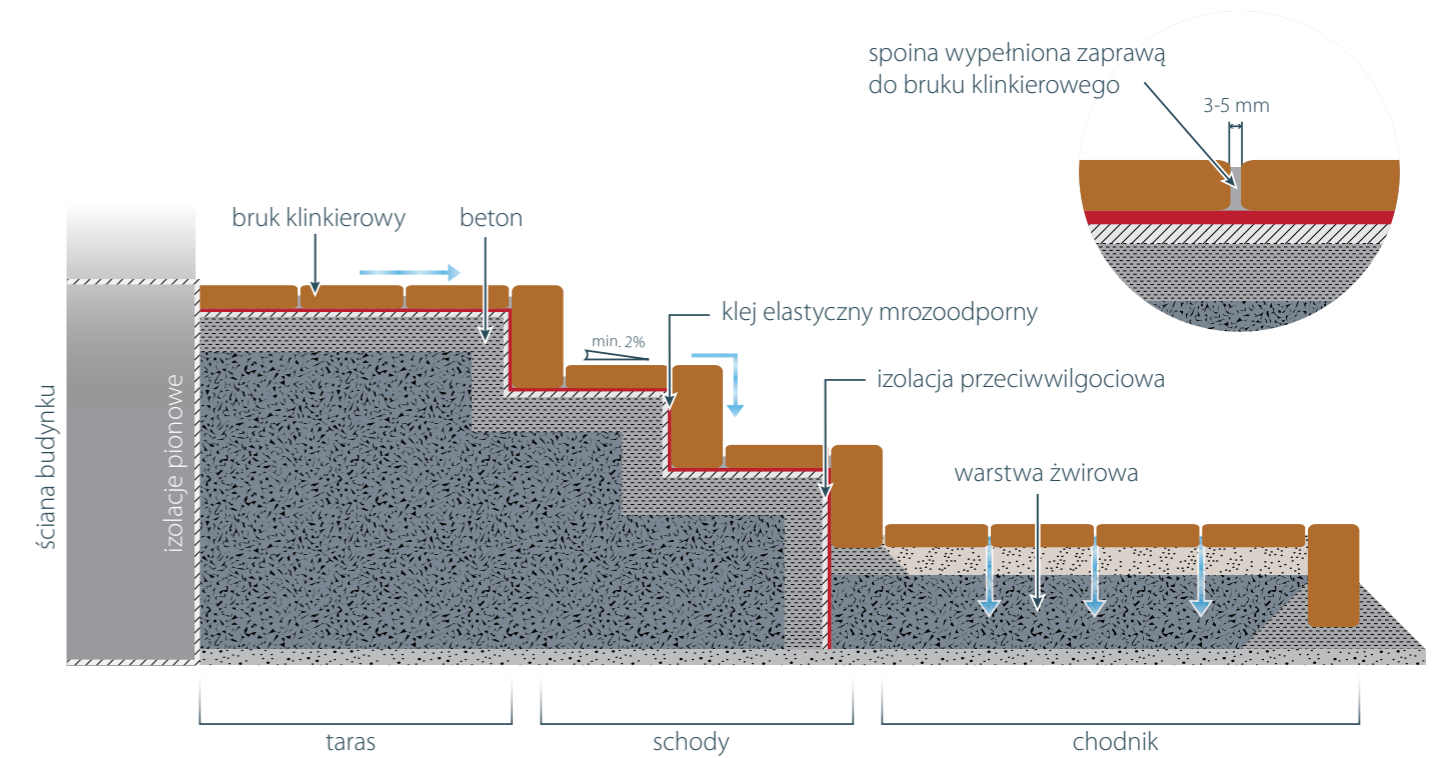 spoina wypełniona zaprawą
do bruku klinkierowego
3-5 mm
bruk klinkierowy
beton
klej elastyczny mrozoodporny
min. 2%
izolacja przeciwwilgociowa
warstwa żwirowa
ściana budynku
izolacje pionowe
taras
schody
chodnik